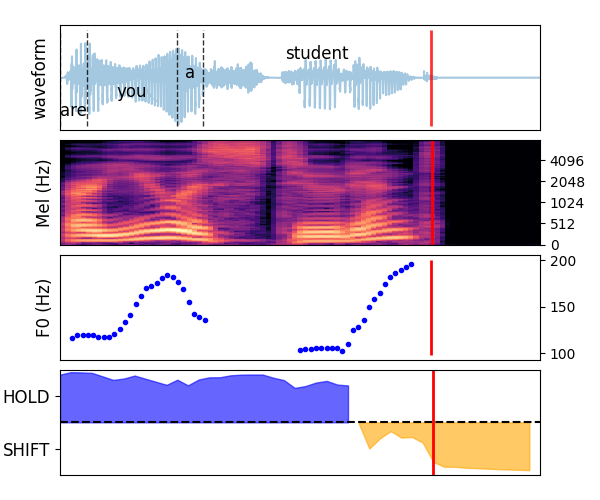 waveform
are
you
a
student
Mel (Hz)
4096
2048
1024
512
0
F0 (Hz)
200
150
100
HOLD
SHIFT